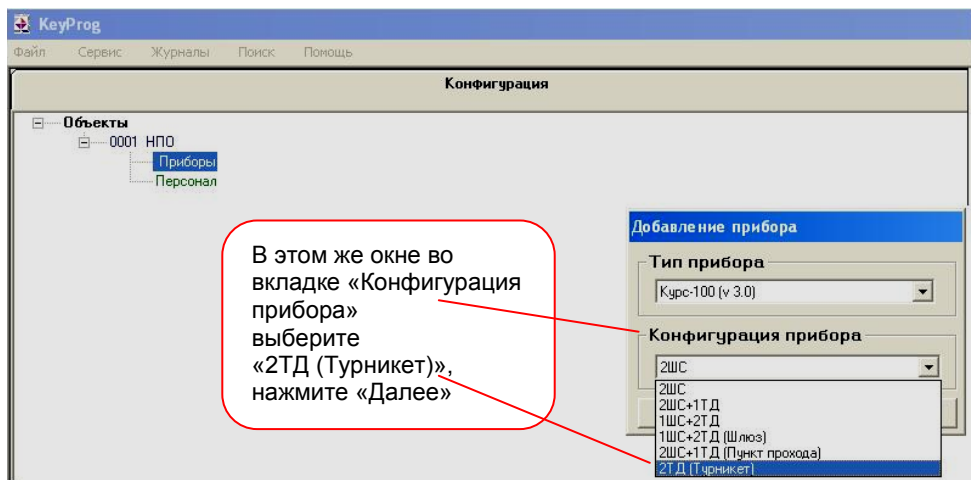 KeyProg
Файл Сервис Журналы Поиск Помощь
Конфигурация
Объекты
0001 НПО
Приборы
Персонал
В этом же окне во
вкладке «Конфигурация
прибора»
выберите
«2ТД (Турникет)»,
нажмите «Далее»
Добавление прибора
Тип прибора
Курс-100 (v 3.0)
Конфигурация прибора
2ШС
2ШС
2ШС+1ТД
1ШС+2ТД
1ШС+2ТД (Шлюз)
2ШС+1ТД (Пункт прохода)
2ТД (Турникет)